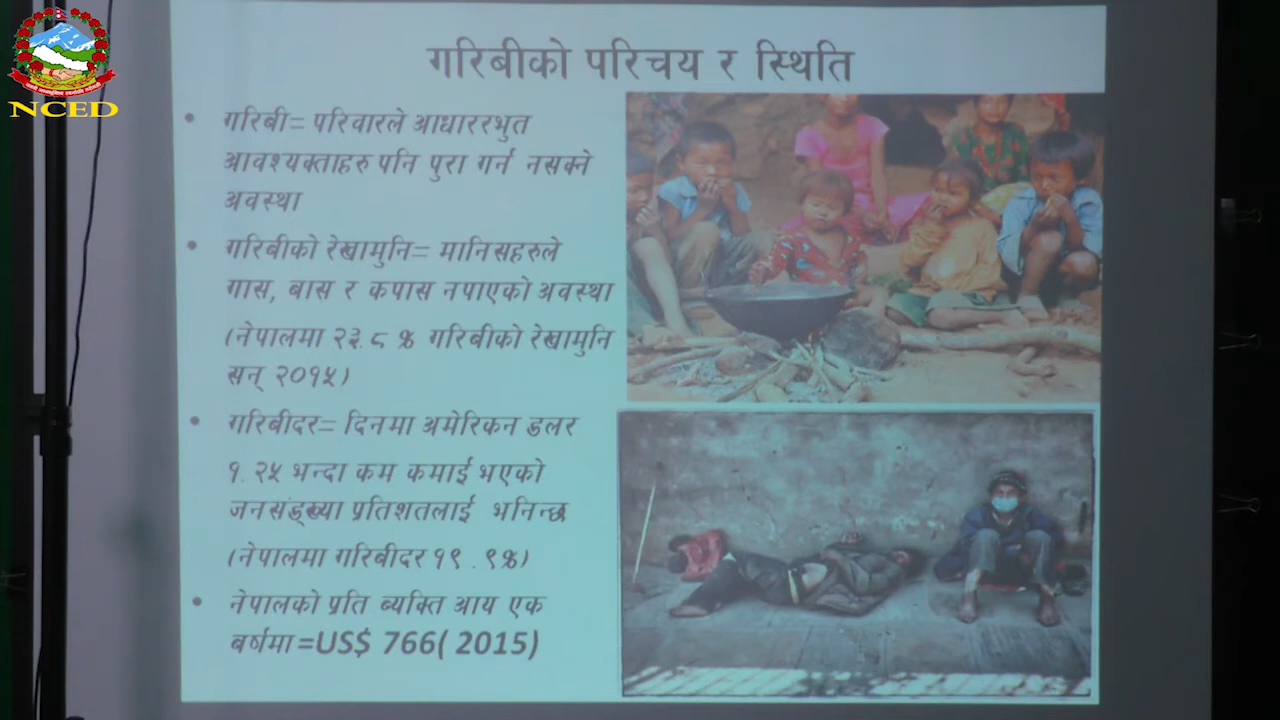 NCED
गरिबीको परिचय र स्थिति
• गरिबी= परिवारले आधाररभुत
आवश्यक्ताहरु पनि पुरा गर्न नसक्ने
अवस्था
• गरिबीको रेखामुनि= मानिसहरुले
गास, बास र कपास नपाएको अवस्था
(नेपालमा २३.८ % गरिबीको रेखामुनि
सन् २०१५)
• गरिबीदर= दिनमा अमेरिकन डलर
१.२५ भन्दा कम कमाई भएको
जनसंङ्ख्या प्रतिशतलाई भनिन्छ
(नेपालमा गरिबीदर १९.९%)
• नेपालको प्रति ब्यक्ति आय एक
बर्षमा =US$ 766( 2015)